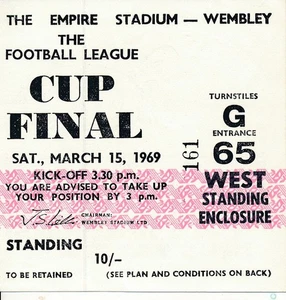 THE EMPIRE STADIUM — WEMBLEY
THE
FOOTBALL LEAGUE
CUP
FINAL
SAT., MARCH 15, 1969
KICK-OFF 3.30 p.m.
YOU ARE ADVISED TO TAKE UP
YOUR POSITION BY 3 p.m.
CHAIRMAN:
WEMBLEY STADIUM LTD
TURNSTILES
G
ENTRANCE
65
161
WEST
STANDING
ENCLOSURE
STANDING
10/-
TO BE RETAINED
(SEE PLAN AND CONDITIONS ON BACK)